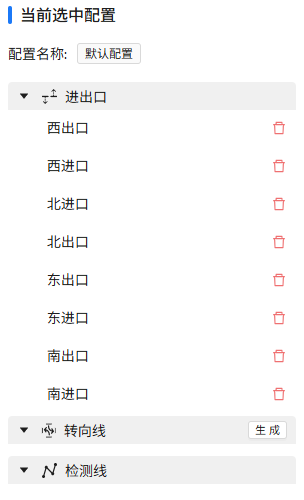 当前选中配置
配置名称: 默认配置
进出口
西出口
西进口
北进口
北出口
东出口
东进口
南出口
南进口
转向线 生成
检测线